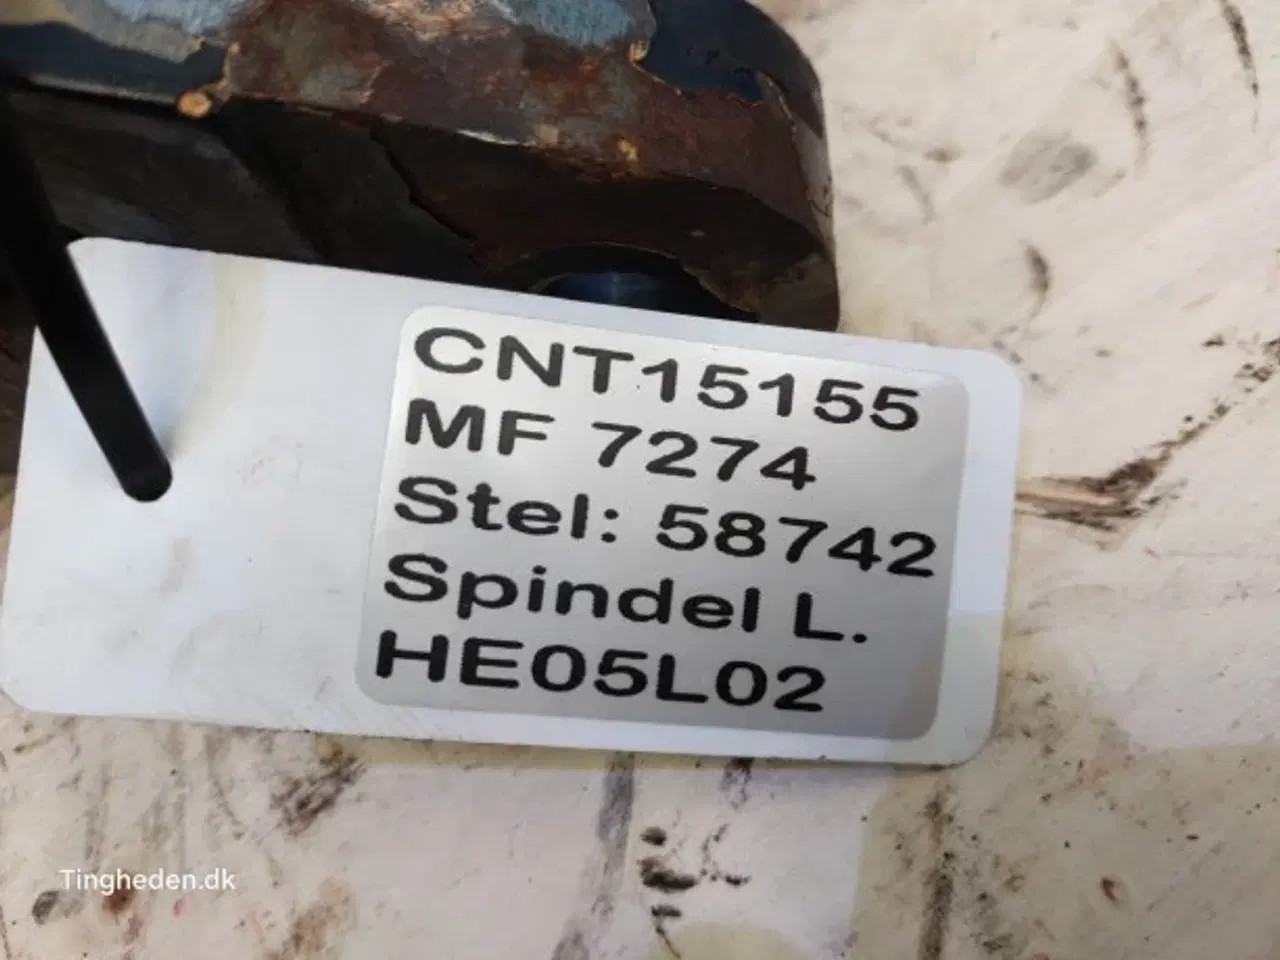 CNT15155
MF 7274
Stel: 58742
Spindel L.
HE05L02
Tingheden.dk